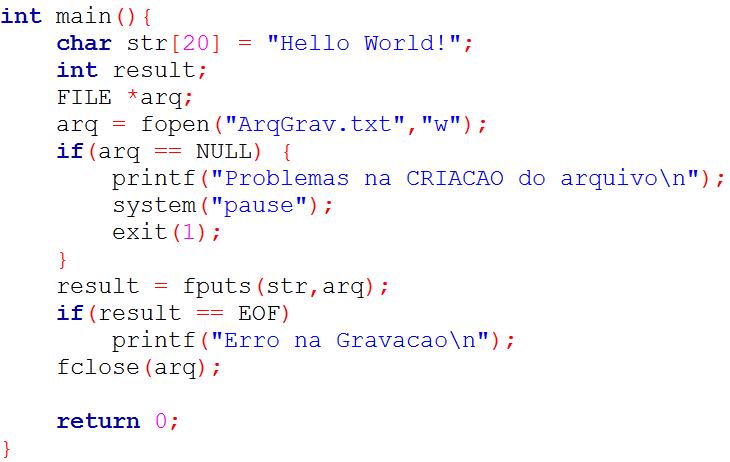 int main(){
    char str[20] = "Hello World!";
    int result;
    FILE *arq;
    arq = fopen("ArqGrav.txt","w");
    if(arq == NULL) {
        printf("Problemas na CRIACAO do arquivo\n");
        system("pause");
        exit(1);
    }
    result = fputs(str,arq);
    if(result == EOF)
        printf("Erro na Gravacao\n");
    fclose(arq);

    return 0;
}